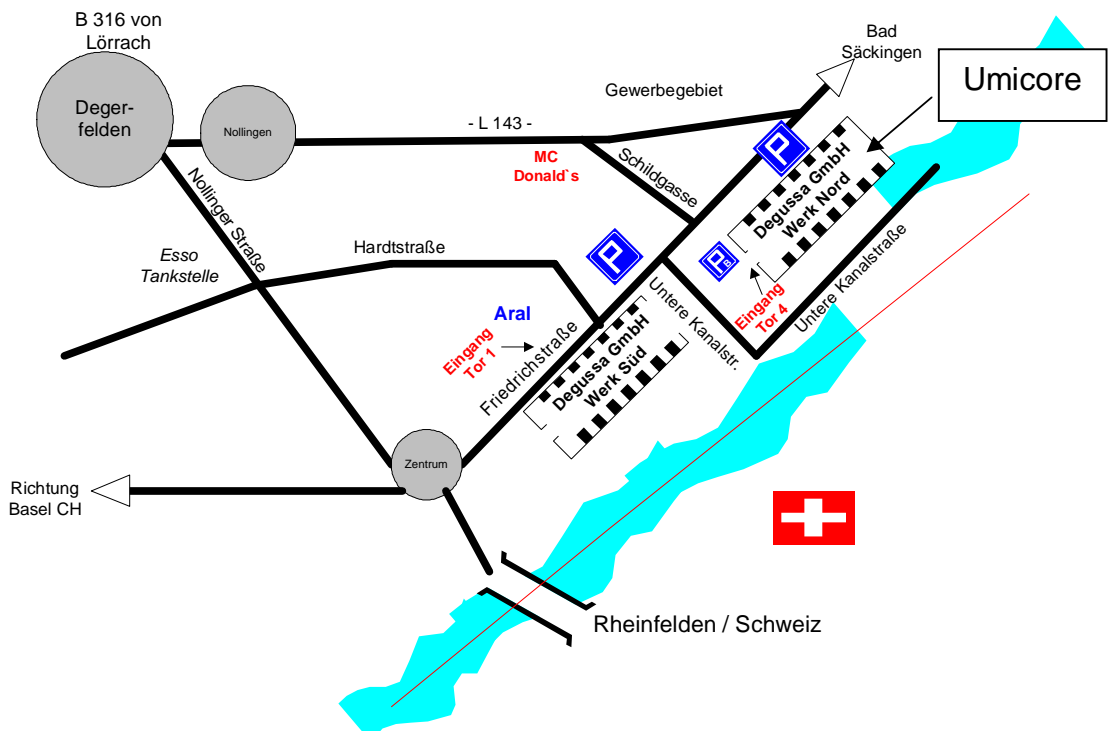 B 316 von
Lörrach
Bad
Säckingen
Umicore
Deger-
felden
Nollingen
Gewerbegebiet
- L 143 -
MC
Donald`s
Schildgasse
P
Degussa GmbH
Werk Nord
Nollinger Straße
Esso
Tankstelle
Hardtstraße
P
P
B
Eingang
Tor 4
Untere Kanalstraße
Untere Kanalstr.
Aral
Eingang
Tor 1
Friedrichstraße
Degussa GmbH
Werk Süd
Zentrum
Richtung
Basel CH
Rheinfelden / Schweiz